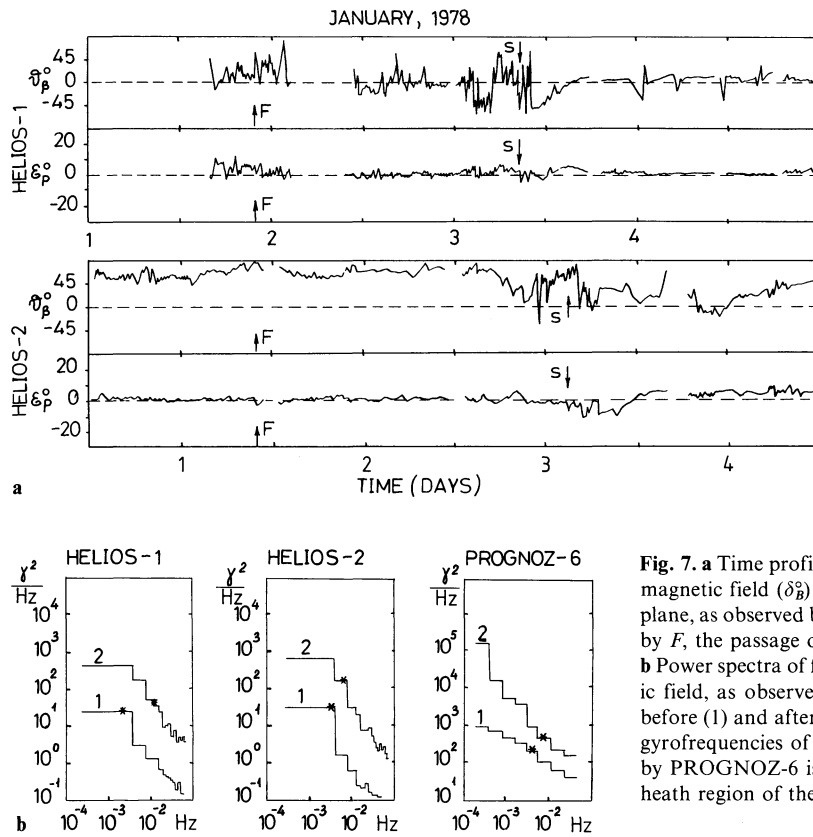 JANUARY, 1978
HELIOS-1
ϑ°β
45
0
-45
S
F
ε°p
20
0
-20
S
F
1 2 3 4
HELIOS-2
ϑ°β
45
0
-45
S
F
ε°p
20
0
-20
S
F
1 2 3 4
a
TIME (DAYS)
HELIOS-1 HELIOS-2 PROGNOZ-6
γ²/Hz
10⁴
10³
10²
10¹
10⁰
10⁻¹
2
1
10⁻⁴ 10⁻³ 10⁻² Hz
γ²/Hz
10⁴
10³
10²
10¹
10⁰
10⁻¹
2
1
10⁻⁴ 10⁻³ 10⁻² Hz
γ²/Hz
10⁵
10⁴
10³
10²
10¹
2
1
10⁻⁴ 10⁻³ 10⁻² Hz
b
Fig. 7. a Time profi
magnetic field (δ°B)
plane, as observed b
by F, the passage o
b Power spectra of f
ic field, as observe
before (1) and after
gyrofrequencies of
by PROGNOZ-6 is
heath region of the